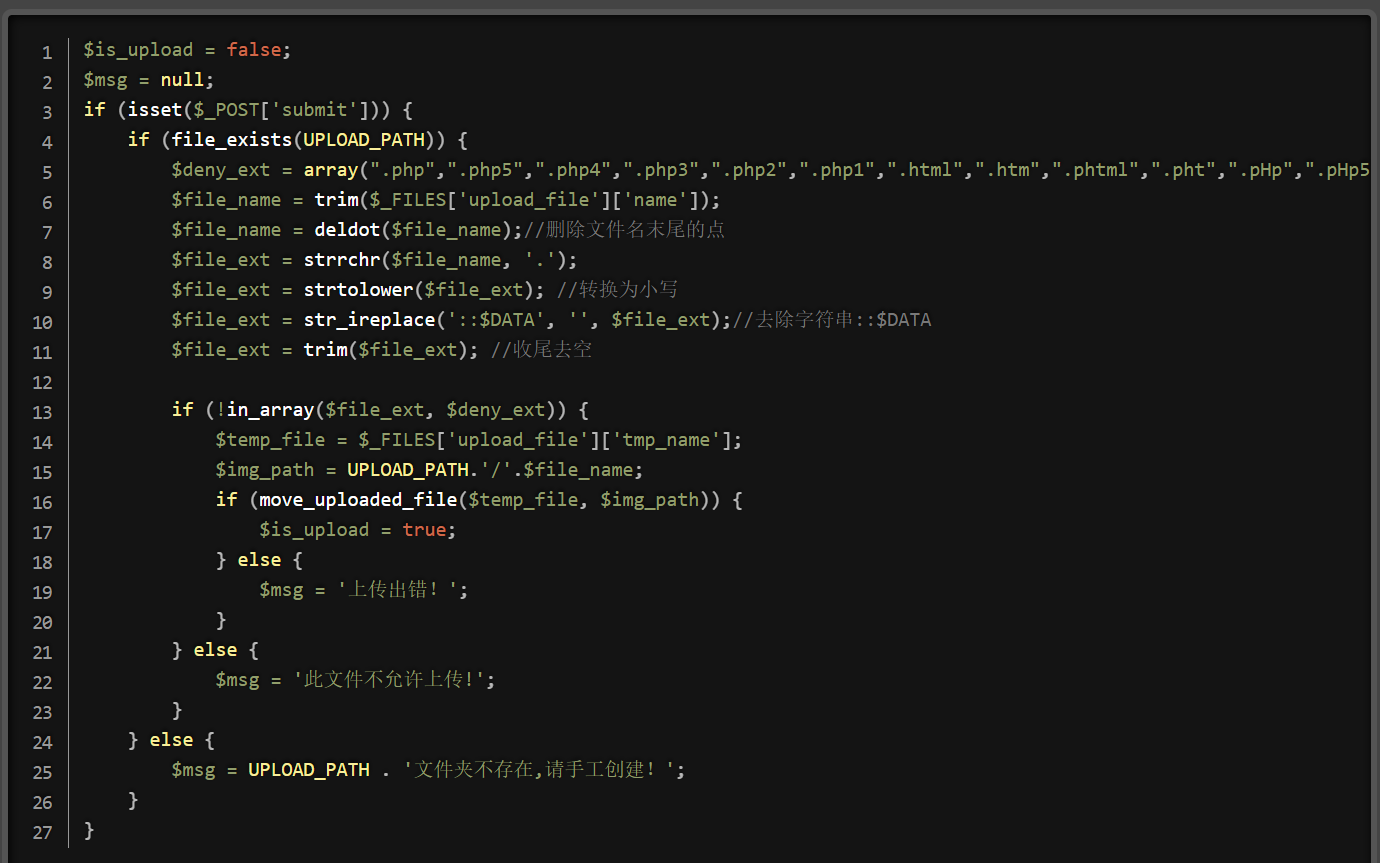 1 $is_upload = false;
2 $msg = null;
3 if (isset($_POST['submit'])) {
4     if (file_exists(UPLOAD_PATH)) {
5         $deny_ext = array(".php",".php5",".php4",".php3",".php2",".php1",".html",".htm",".phtml",".pht",".pHp",".pHp5
6         $file_name = trim($_FILES['upload_file']['name']);
7         $file_name = deldot($file_name);//删除文件名末尾的点
8         $file_ext = strrchr($file_name, '.');
9         $file_ext = strtolower($file_ext); //转换为小写
10         $file_ext = str_ireplace('::$DATA', '', $file_ext);//去除字符串::$DATA
11         $file_ext = trim($file_ext); //收尾去空
12
13         if (!in_array($file_ext, $deny_ext)) {
14             $temp_file = $_FILES['upload_file']['tmp_name'];
15             $img_path = UPLOAD_PATH.'/'.$file_name;
16             if (move_uploaded_file($temp_file, $img_path)) {
17                 $is_upload = true;
18             } else {
19                 $msg = '上传出错！';
20             }
21         } else {
22             $msg = '此文件不允许上传!';
23         }
24     } else {
25         $msg = UPLOAD_PATH . '文件夹不存在,请手工创建！';
26     }
27 }